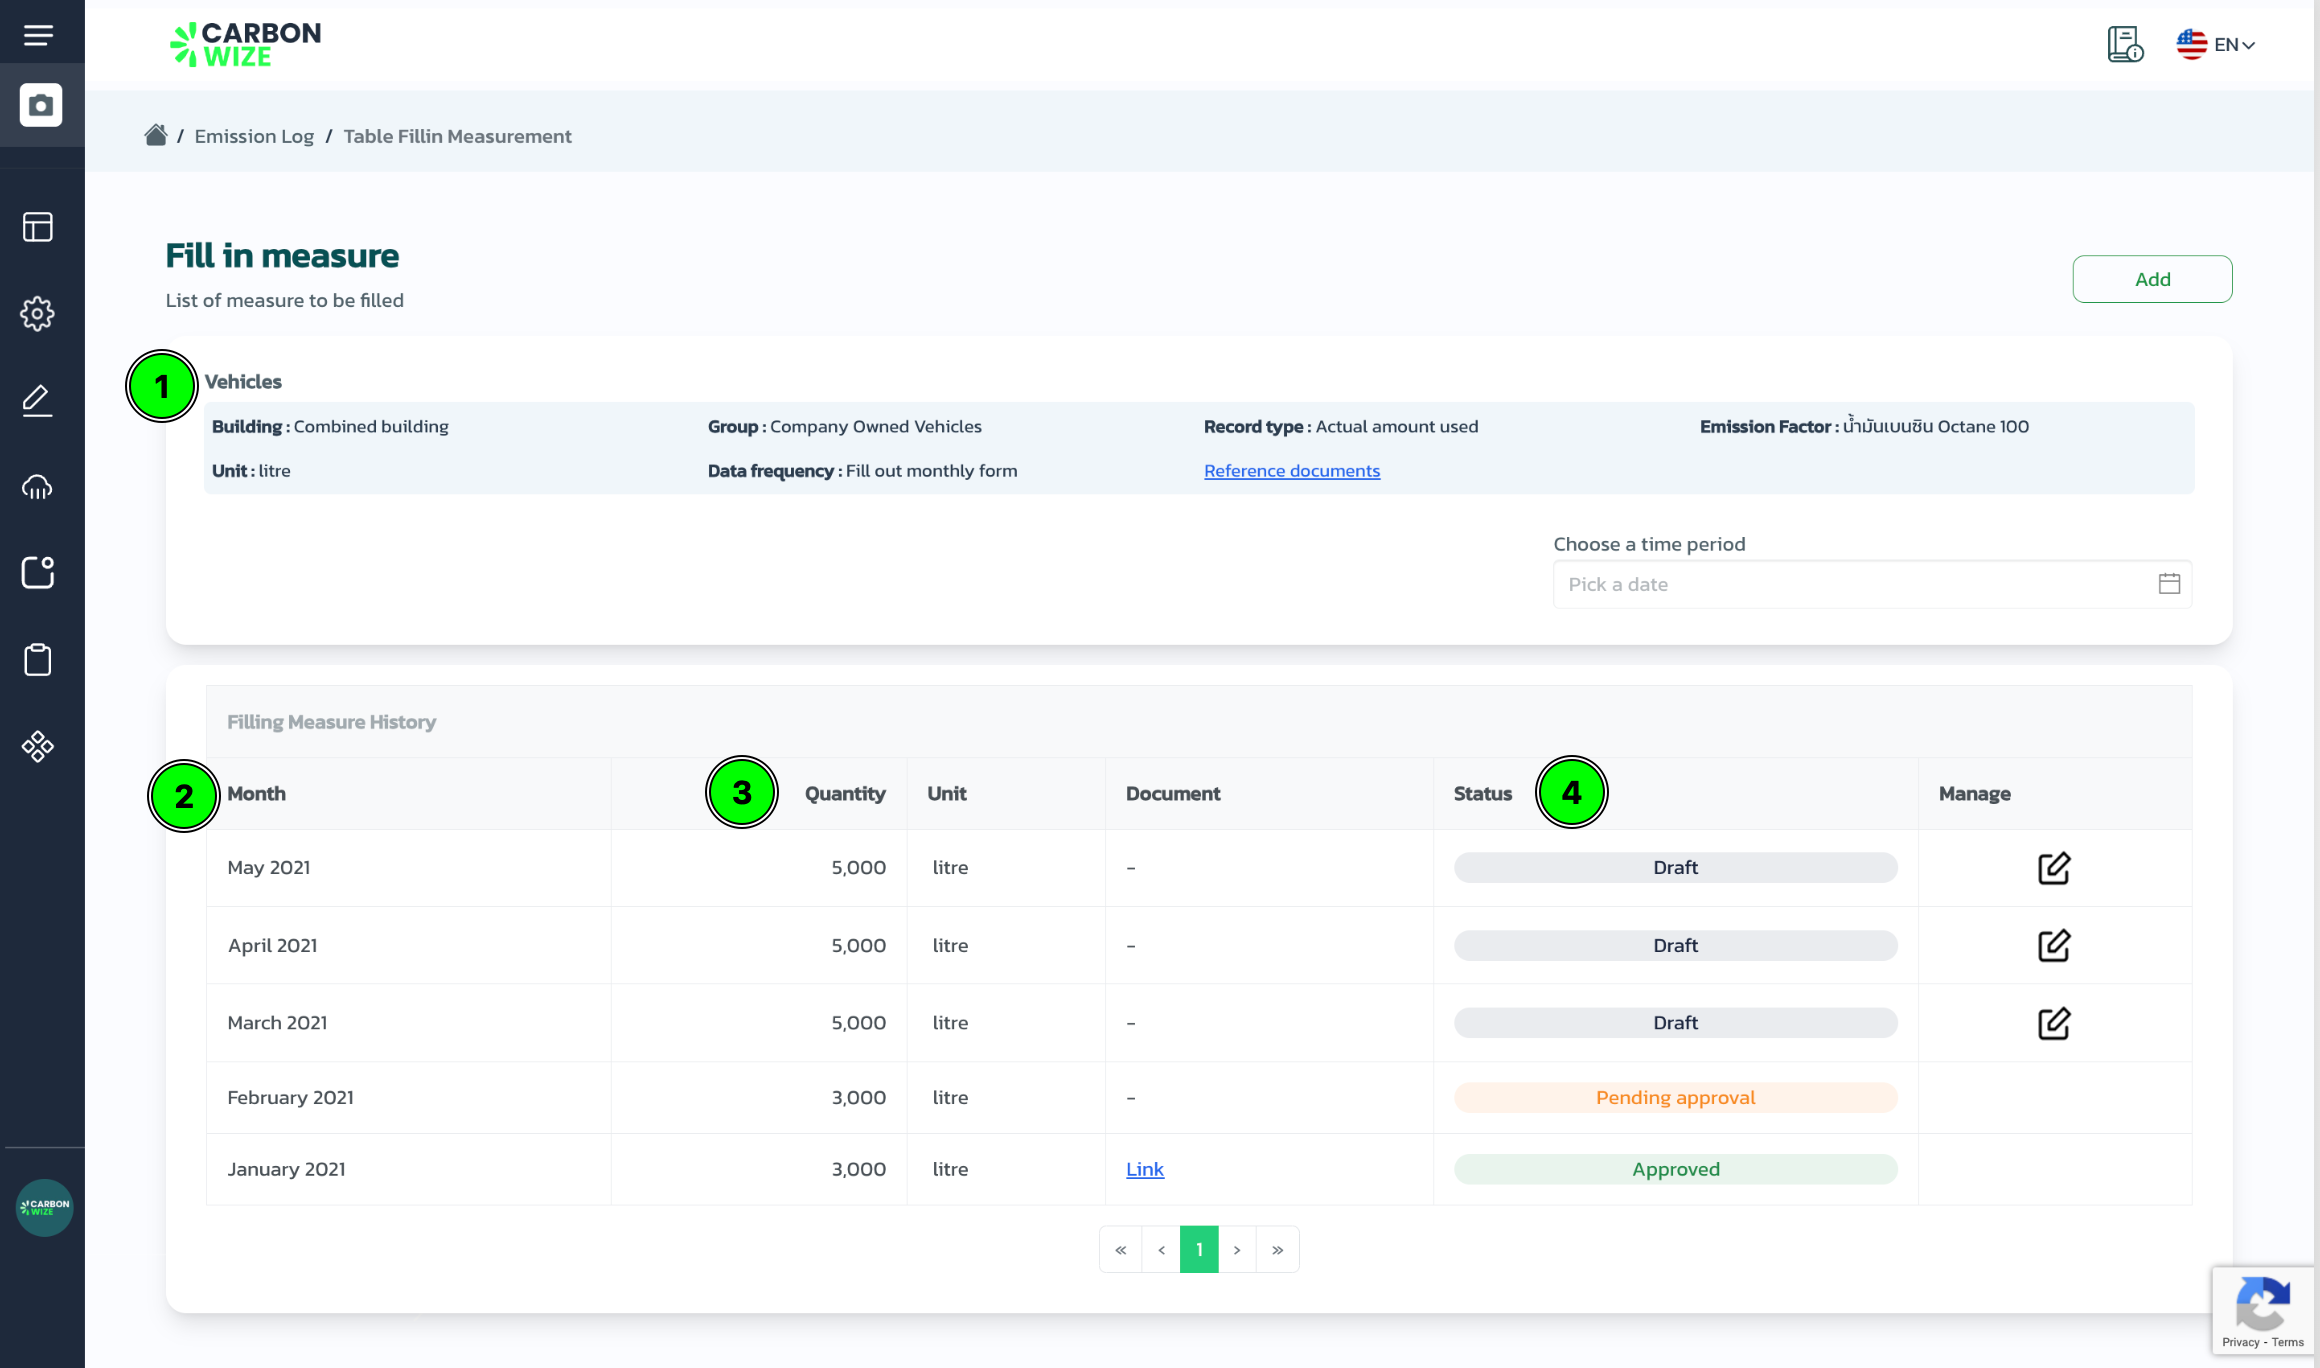 CARBON
WIZE
EN
/ Emission Log / Table Fillin Measurement
Fill in measure
List of measure to be filled
Add
1 Vehicles
Building : Combined building Group : Company Owned Vehicles Record type : Actual amount used Emission Factor : น้ำมันเบนซิน Octane 100
Unit : litre Data frequency : Fill out monthly form Reference documents
Choose a time period
Pick a date
Filling Measure History
2 Month 3 Quantity Unit Document Status 4 Manage
May 2021 5,000 litre - Draft
April 2021 5,000 litre - Draft
March 2021 5,000 litre - Draft
February 2021 3,000 litre - Pending approval
January 2021 3,000 litre Link Approved
CARBON
WIZE
« ‹ 1 › »
Privacy - Terms